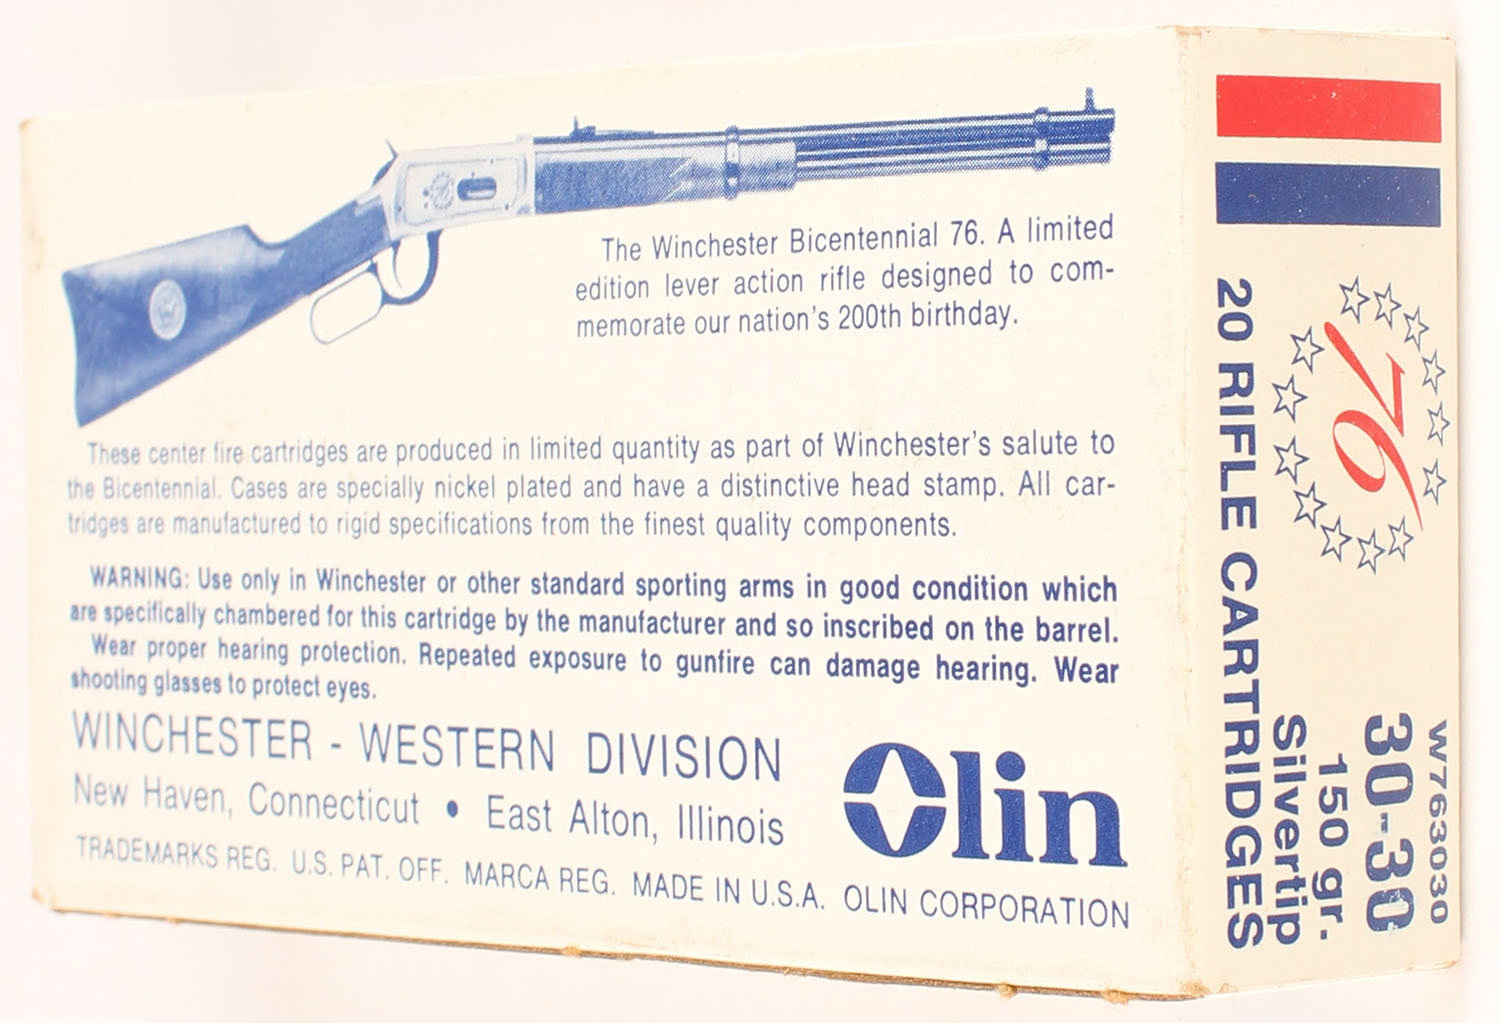 The Winchester Bicentennial 76. A limited
edition lever action rifle designed to com-
memorate our nation's 200th birthday.
These center fire cartridges are produced in limited quantity as part of Winchester's salute to
the Bicentennial. Cases are specially nickel plated and have a distinctive head stamp. All car-
tridges are manufactured to rigid specifications from the finest quality components.
WARNING: Use only in Winchester or other standard sporting arms in good condition which
are specifically chambered for this cartridge by the manufacturer and so inscribed on the barrel.
Wear proper hearing protection. Repeated exposure to gunfire can damage hearing. Wear
shooting glasses to protect eyes.
WINCHESTER - WESTERN DIVISION
New Haven, Connecticut • East Alton, Illinois
Olin
TRADEMARKS REG. U.S. PAT. OFF. MARCA REG. MADE IN U.S.A. OLIN CORPORATION
76
W763030
30-30
150 gr.
Silvertip
20 RIFLE CARTRIDGES